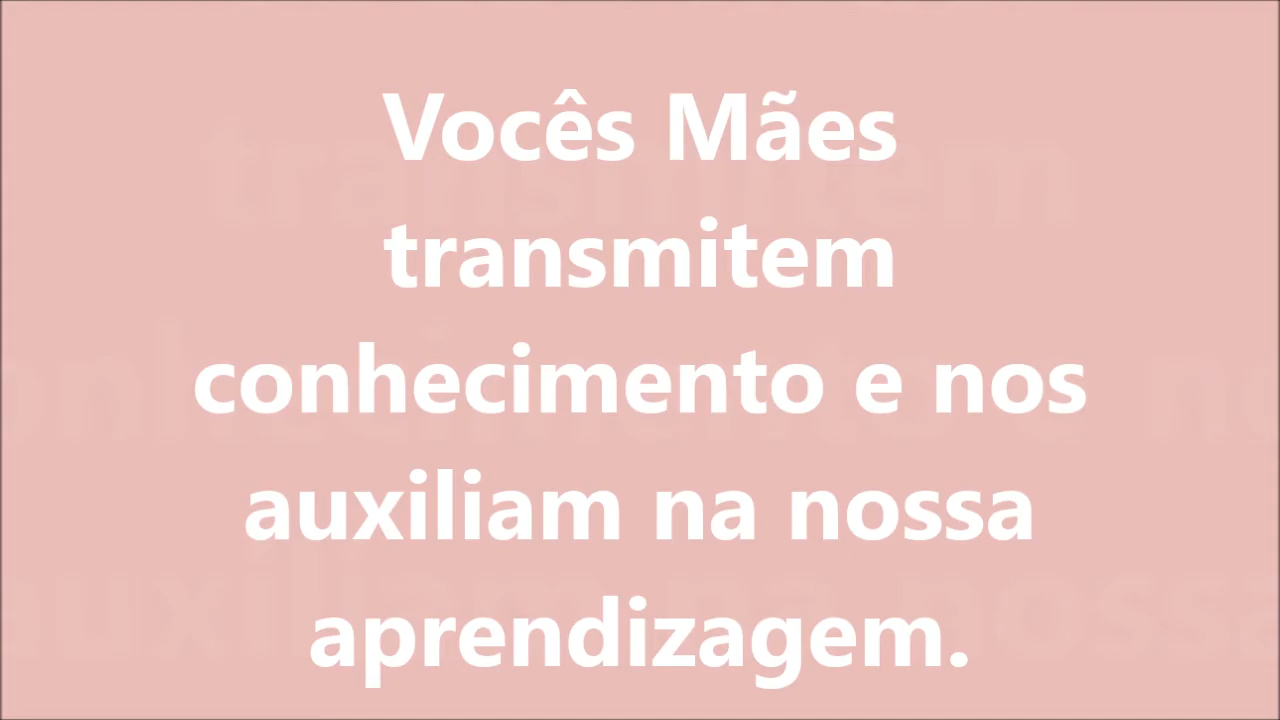 Vocês Mães
transmitem
conhecimento e nos
auxiliam na nossa
aprendizagem.